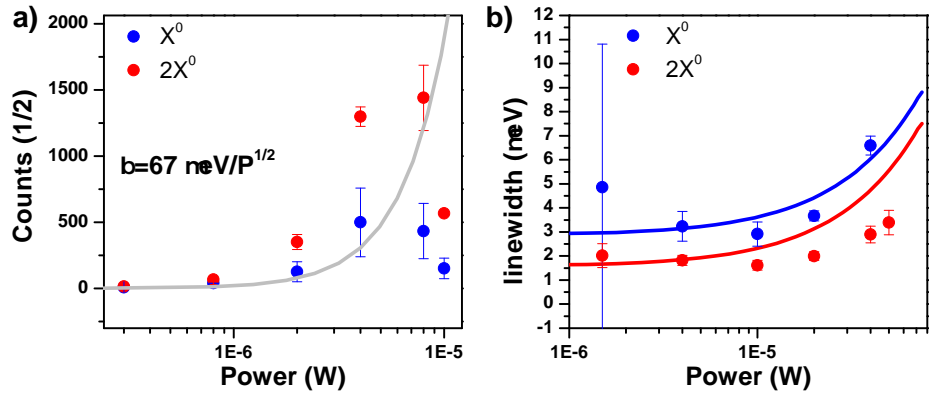 a)
Counts (1/2)
2000
1500
1000
500
0
X⁰
2X⁰
b=67 meV/P^1/2
1E-6 1E-5
Power (W)
b)
linewidth (meV)
12
11
10
9
8
7
6
5
4
3
2
1
0
-1
X⁰
2X⁰
1E-6 1E-5
Power (W)